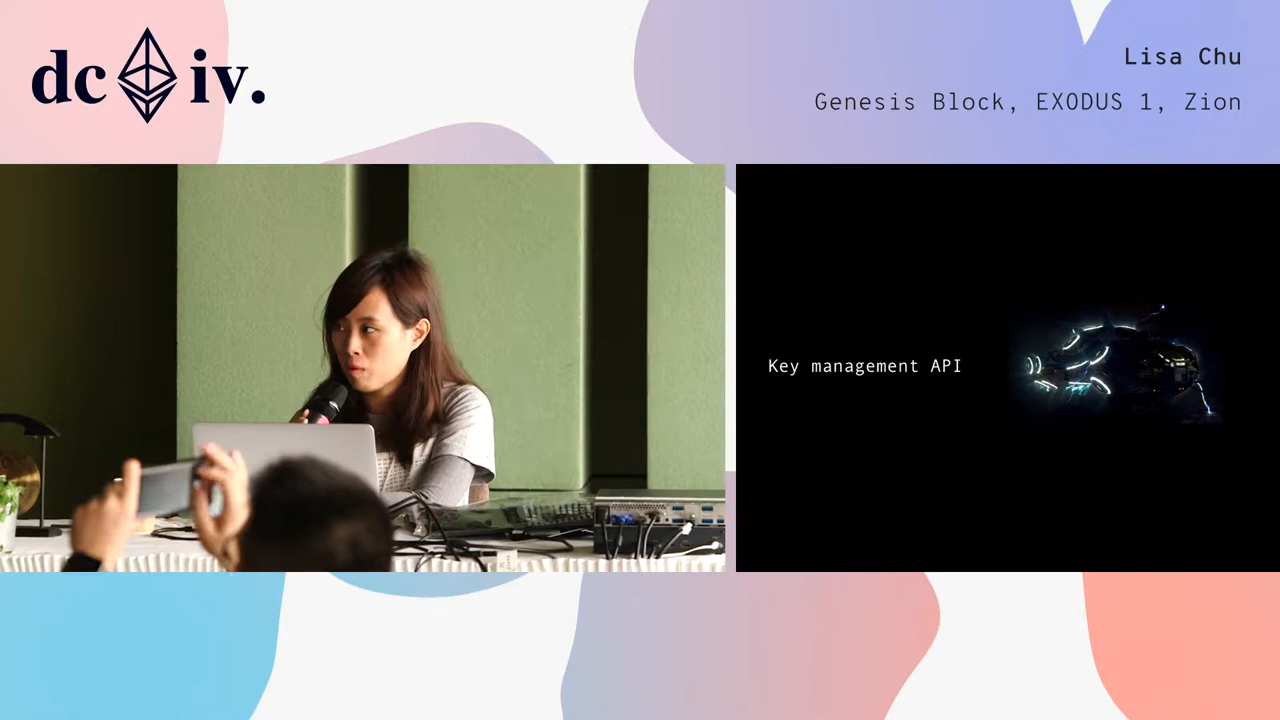 dc iv.
Lisa Chu
Genesis Block, EXODUS 1, Zion
Key management API